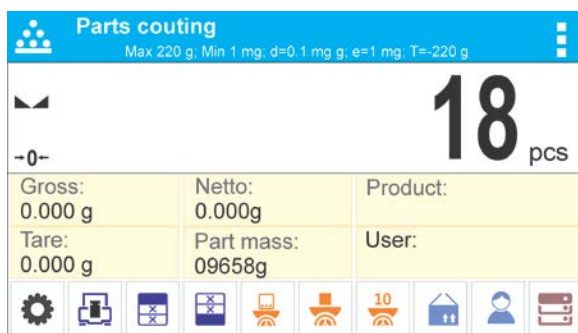 Parts couting
Max 220 g; Min 1 mg; d=0.1 mg g; e=1 mg; T=-220 g
18 pcs
→0←
Gross:
0.000 g
Netto:
0.000g
Product:
Tare:
0.000 g
Part mass:
09658g
User:
10